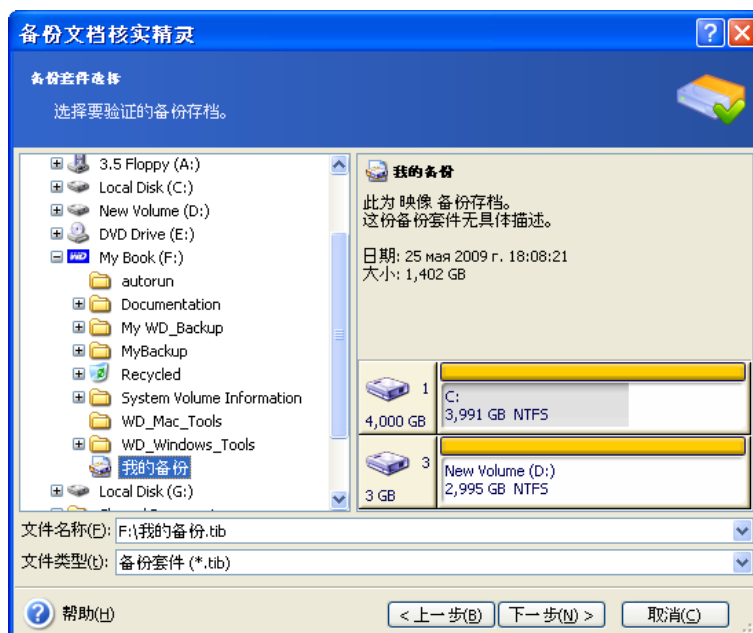 备份文档核实精灵
备份套件选择
选择要验证的备份存档。
3.5 Floppy (A:)
Local Disk (C:)
New Volume (D:)
DVD Drive (E:)
WD My Book (F:)
autorun
Documentation
My WD_Backup
MyBackup
Recycled
System Volume Information
WD_Mac_Tools
WD_Windows_Tools
我的备份
Local Disk (G:)
我的备份
此为 映像 备份存档。
这份备份套件无具体描述。
日期: 25 мая 2009 г. 18:08:21
大小: 1,402 GB
1
4,000 GB
C:
3,991 GB NTFS
3
3 GB
New Volume (D:)
2,995 GB NTFS
文件名称(F): F:\我的备份.tib
文件类型(t): 备份套件 (*.tib)
帮助(H)
< 上一步(B)
下一步(N) >
取消(C)